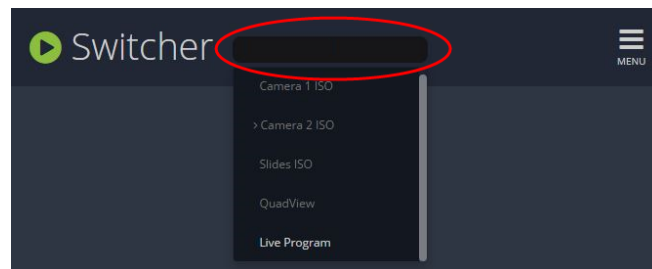 Switcher
MENU
Camera 1 ISO
> Camera 2 ISO
Slides ISO
QuadView
Live Program